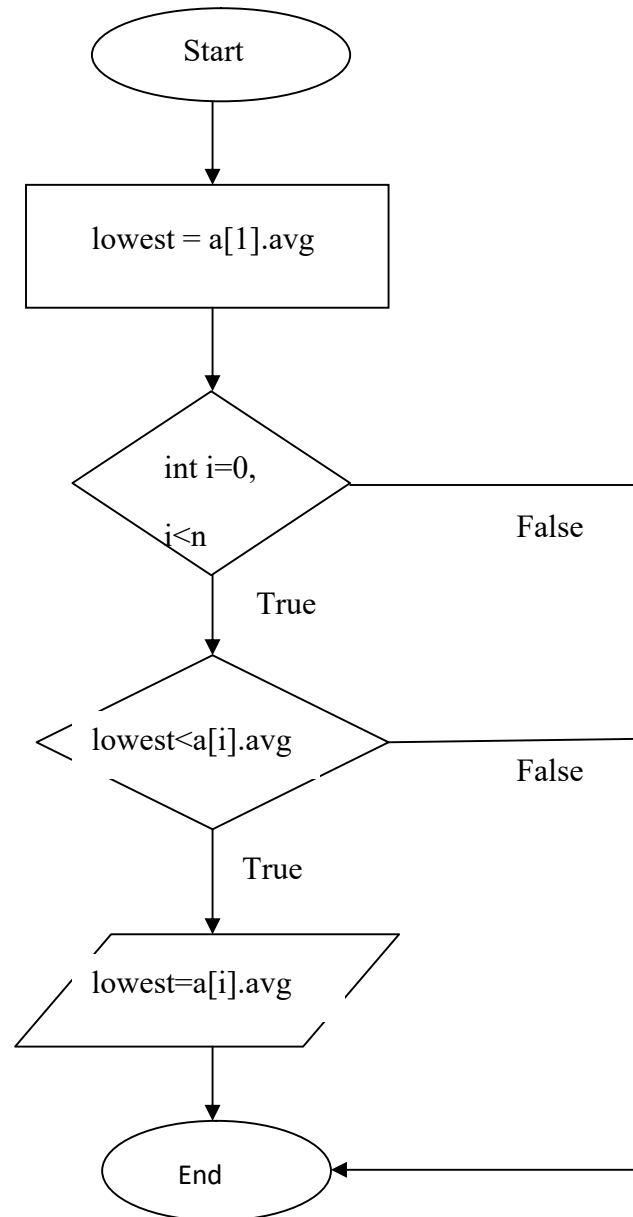 Start
lowest = a[1].avg
int i=0,
i<n
False
True
lowest<a[i].avg
False
True
lowest=a[i].avg
End